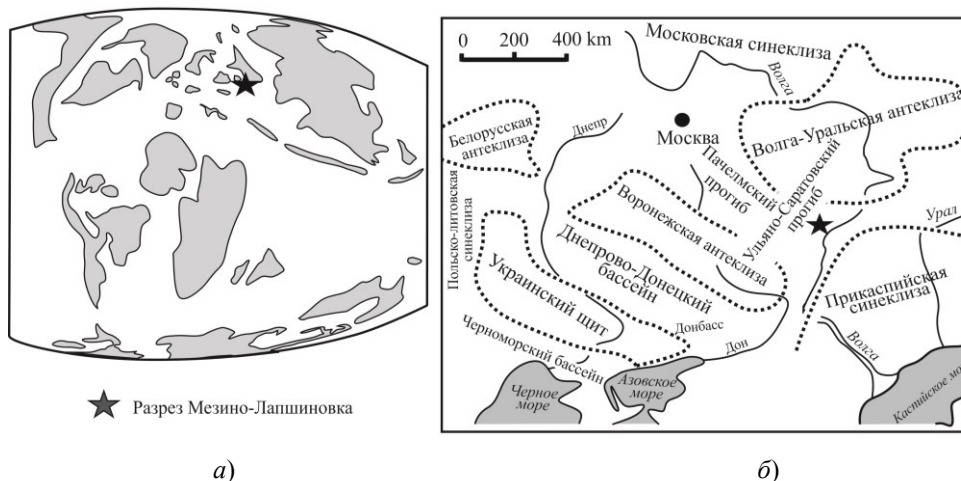 0 200 400 km
Московская синеклиза
Волга
Белорусская
антеклиза
Днепр
Москва
Волга-Уральская антеклиза
Пачелмский
прогиб
Ульяно-Саратовский
прогиб
Польско-литовская
синеклиза
Воронежская антеклиза
Урал
Днепрово-Донецкий
бассейн
Украинский щит
Прикаспийская
синеклиза
Донбасс
Дон
Волга
Черноморский бассейн
Черное
море
Азовское
море
Каспийское мо
Разрез Мезино-Лапшиновка
а)
б)